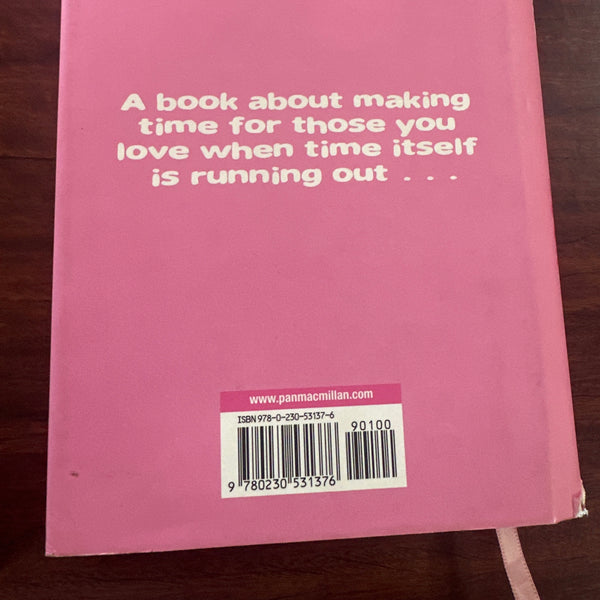 A book about making
time for those you
love when time itself
is running out . . .
www.panmacmillan.com
ISBN 978-0-230-53137-6
90100
9 780230 531376